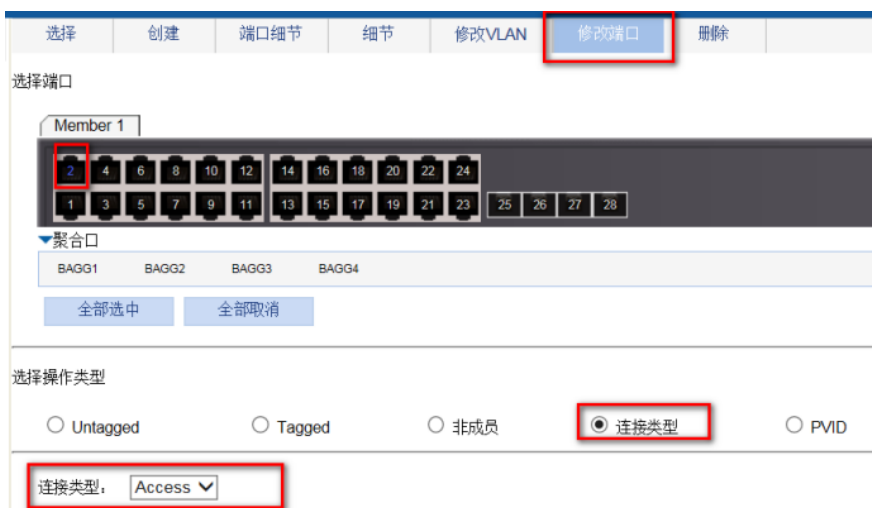 选择 创建 端口细节 细节 修改VLAN 修改端口 删除
选择端口
Member 1
2 4 6 8 10 12 14 16 18 20 22 24
1 3 5 7 9 11 13 15 17 19 21 23 25 26 27 28
聚合口
BAGG1 BAGG2 BAGG3 BAGG4
全部选中 全部取消
选择操作类型
Untagged Tagged 非成员 连接类型 PVID
连接类型： Access